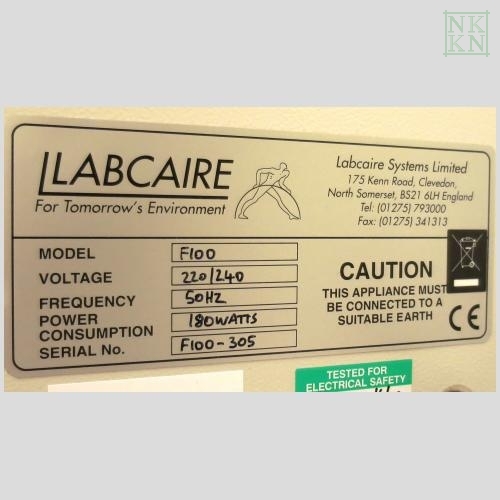 NK
KN
LABCAIRE
For Tomorrow's Environment
Labcaire Systems Limited
175 Kenn Road, Clevedon,
North Somerset, BS21 6LH England
Tel: (01275) 793000
Fax: (01275) 341313
MODEL F100
VOLTAGE 220/240
FREQUENCY 50HZ
POWER
CONSUMPTION 180WATTS
SERIAL No. F100-305
CAUTION
THIS APPLIANCE MUST
BE CONNECTED TO A
SUITABLE EARTH
CE
TESTED FOR
ELECTRICAL SAFETY